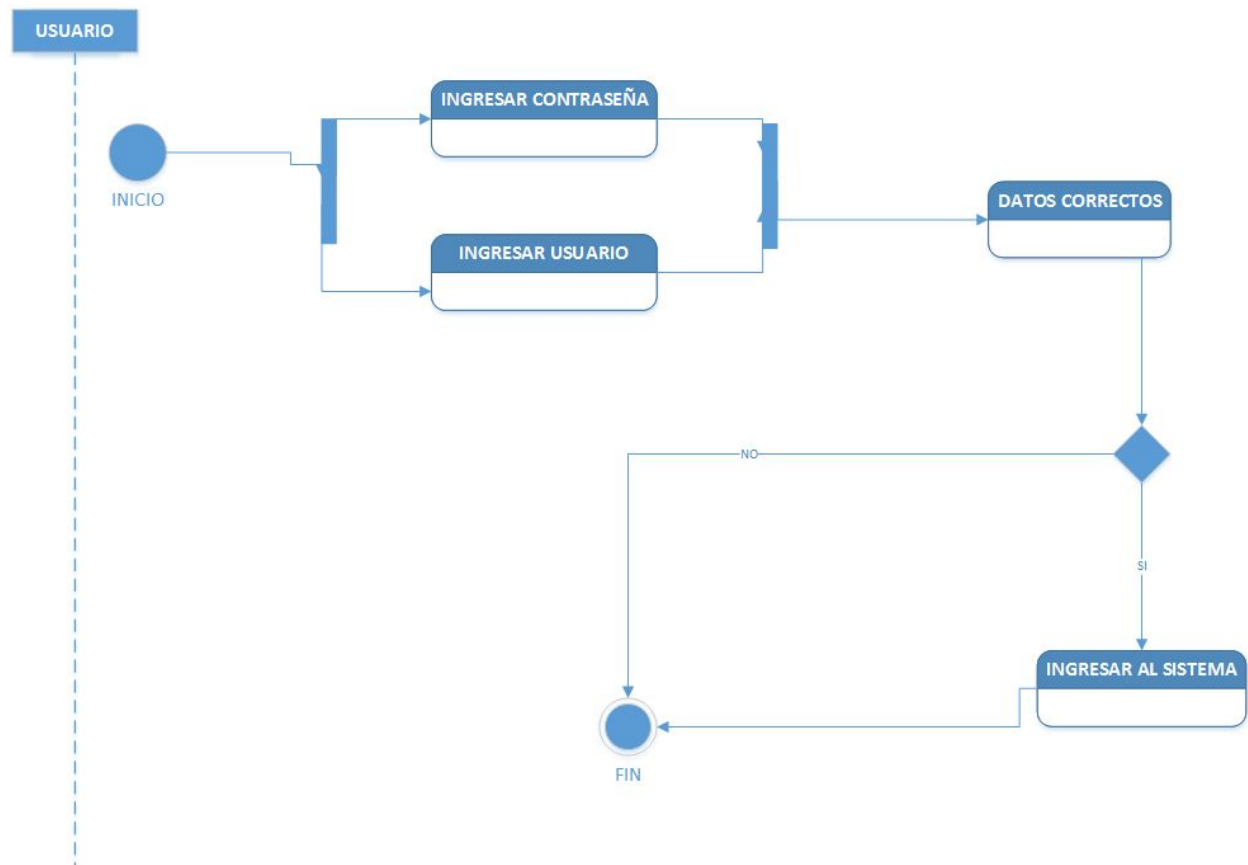 USUARIO
INICIO
INGRESAR CONTRASEÑA
INGRESAR USUARIO
DATOS CORRECTOS
NO
SI
INGRESAR AL SISTEMA
FIN